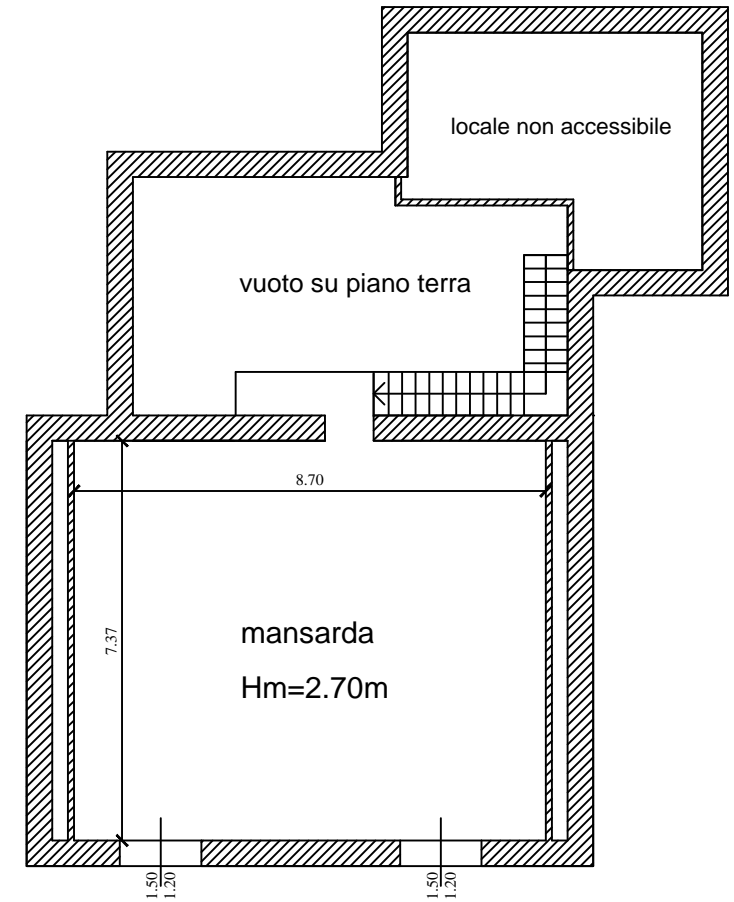 locale non accessibile
vuoto su piano terra
8.70
7.37
mansarda
Hm=2.70m
1.50
1.20
1.50
1.20